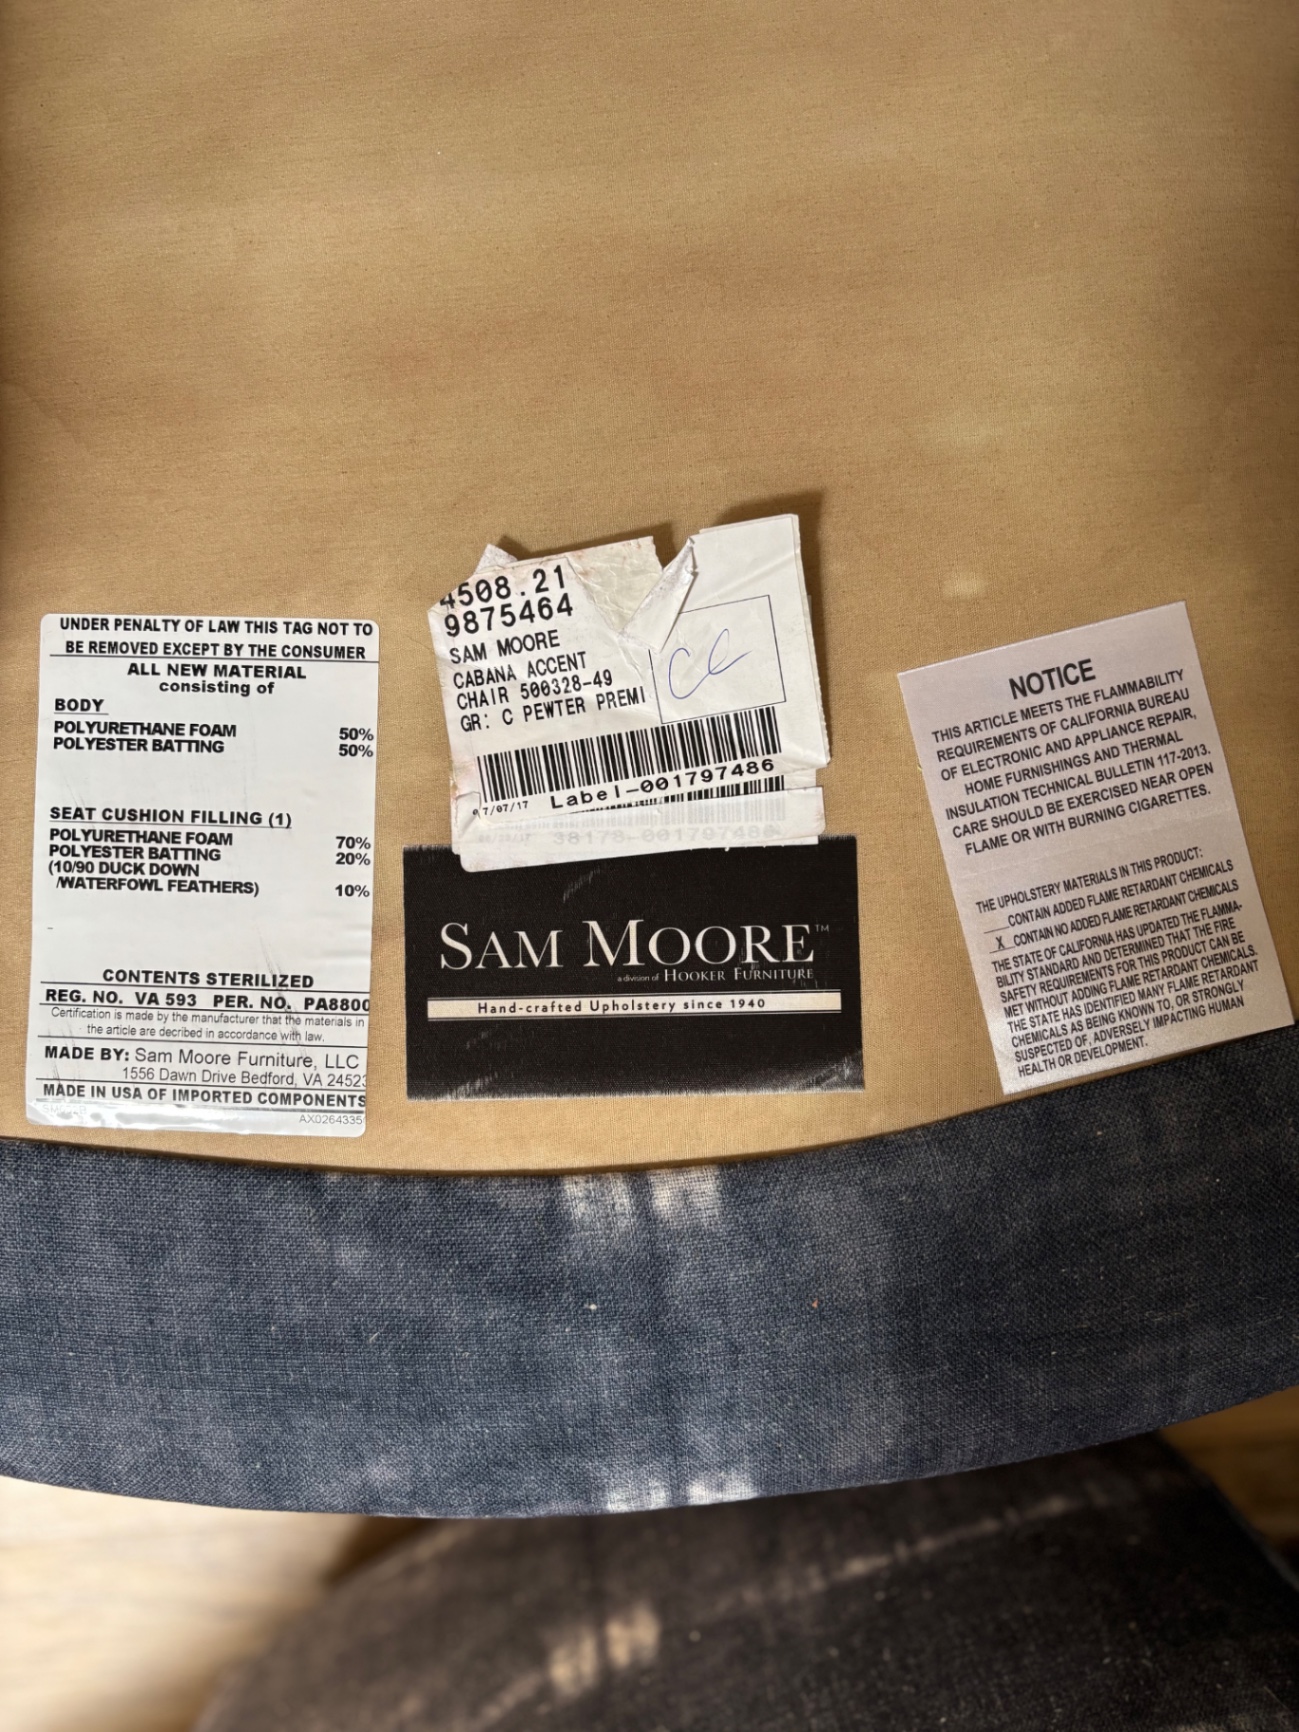 UNDER PENALTY OF LAW THIS TAG NOT TO
BE REMOVED EXCEPT BY THE CONSUMER
ALL NEW MATERIAL
consisting of
BODY
POLYURETHANE FOAM 50%
POLYESTER BATTING 50%
SEAT CUSHION FILLING (1)
POLYURETHANE FOAM 70%
POLYESTER BATTING 20%
(10/90 DUCK DOWN
/WATERFOWL FEATHERS) 10%
CONTENTS STERILIZED
REG. NO. VA 593 PER. NO. PA8800
Certification is made by the manufacturer that the materials in
the article are decribed in accordance with law.
MADE BY: Sam Moore Furniture, LLC
1556 Dawn Drive Bedford, VA 24523
MADE IN USA OF IMPORTED COMPONENTS
AX0264335
4508.21
9875464
SAM MOORE
CABANA ACCENT
CHAIR 500328-49
GR: C PEWTER PREMI
CC
07/07/17 Label-001797486
38178-001797486
SAM MOORE™
a division of HOOKER FURNITURE
Hand-crafted Upholstery since 1940
NOTICE
THIS ARTICLE MEETS THE FLAMMABILITY
REQUIREMENTS OF CALIFORNIA BUREAU
OF ELECTRONIC AND APPLIANCE REPAIR,
HOME FURNISHINGS AND THERMAL
INSULATION TECHNICAL BULLETIN 117-2013.
CARE SHOULD BE EXERCISED NEAR OPEN
FLAME OR WITH BURNING CIGARETTES.
THE UPHOLSTERY MATERIALS IN THIS PRODUCT:
___CONTAIN ADDED FLAME RETARDANT CHEMICALS
_X_CONTAIN NO ADDED FLAME RETARDANT CHEMICALS
THE STATE OF CALIFORNIA HAS UPDATED THE FLAMMA-
BILITY STANDARD AND DETERMINED THAT THE FIRE
SAFETY REQUIREMENTS FOR THIS PRODUCT CAN BE
MET WITHOUT ADDING FLAME RETARDANT CHEMICALS.
THE STATE HAS IDENTIFIED MANY FLAME RETARDANT
CHEMICALS AS BEING KNOWN TO, OR STRONGLY
SUSPECTED OF, ADVERSELY IMPACTING HUMAN
HEALTH OR DEVELOPMENT.